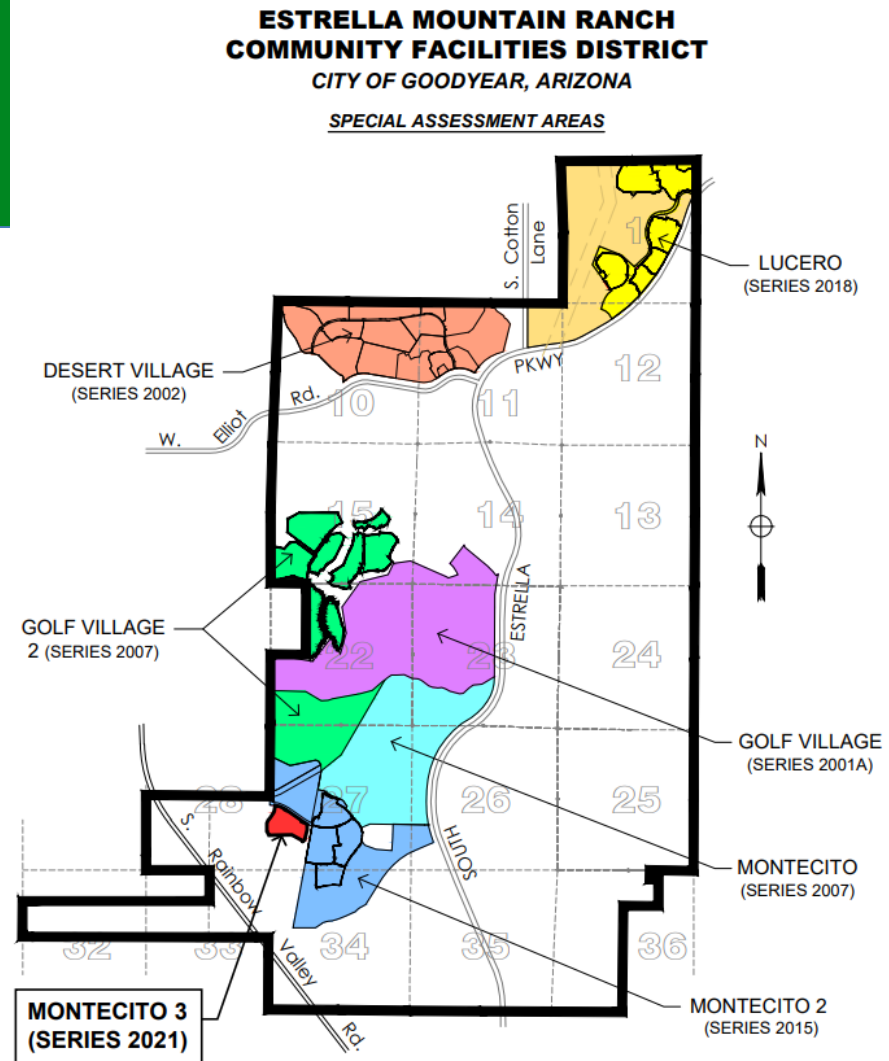 ESTRELLA MOUNTAIN RANCH
COMMUNITY FACILITIES DISTRICT
CITY OF GOODYEAR, ARIZONA
SPECIAL ASSESSMENT AREAS
S. Cotton
Lane
1
LUCERO
(SERIES 2018)
DESERT VILLAGE
(SERIES 2002)
PKWY
12
W. Elliot Rd.
10
11
N
15
14
13
ESTRELLA
GOLF VILLAGE
2 (SERIES 2007)
22
23
24
GOLF VILLAGE
(SERIES 2001A)
28
27
26
25
S. Rainbow Valley Rd.
SOUTH
MONTECITO
(SERIES 2007)
32
33
34
35
36
MONTECITO 3
(SERIES 2021)
MONTECITO 2
(SERIES 2015)